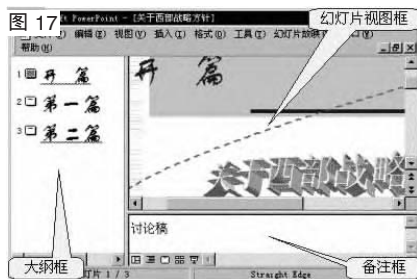 图 17
PowerPoint - [关于西部战略方针]
幻灯片视图框
编辑(E) 视图(V) 插入(I) 格式(O) 工具(T) 幻灯片放映
帮助(H)
1 开 篇
2 第 一 篇
3 第 二 篇
开 篇
关于西部战略
讨论稿
大纲框
备注框
灯片 1 / 3
Straight Edge